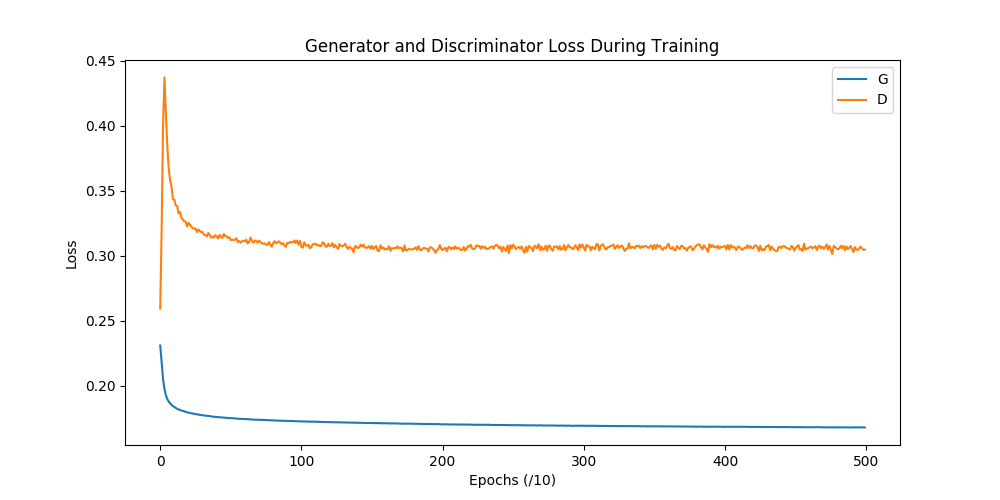 Generator and Discriminator Loss During Training
G
D
0.45
0.40
0.35
0.30
0.25
0.20
Loss
0
100
200
300
400
500
Epochs (/10)